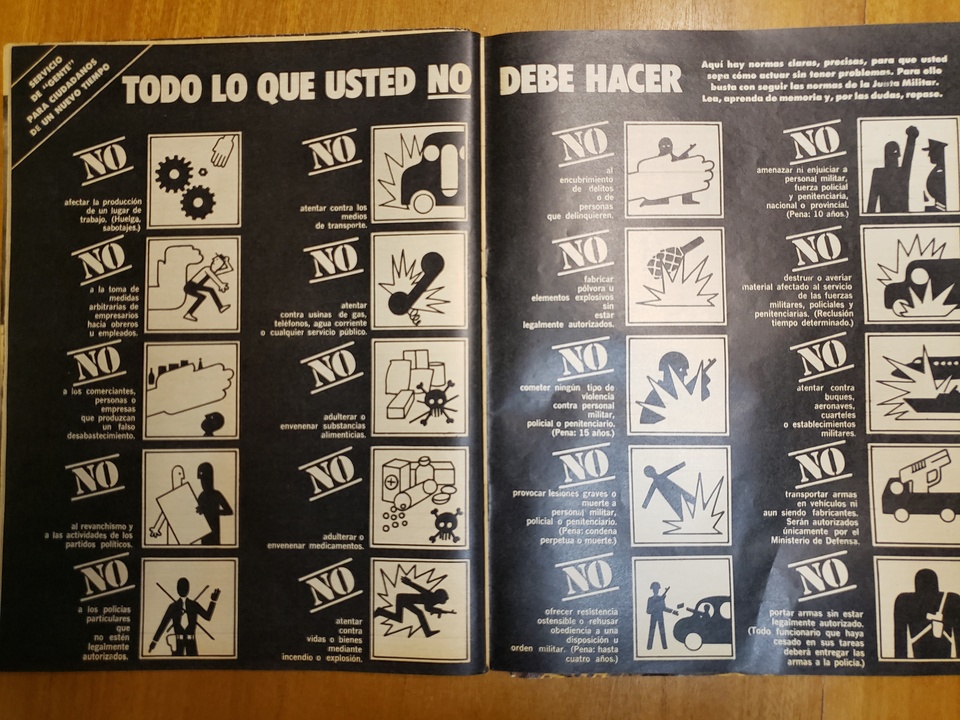 SERVICIO
DE "GENTE"
PARA CIUDADANOS
DE UN NUEVO TIEMPO
TODO LO QUE USTED NO DEBE HACER
Aquí hay normas claras, precisas, para que usted
sepa cómo actuar sin tener problemas. Para ello
basta con seguir las normas de la Junta Militar.
Lea, aprenda de memoria y, por las dudas, repase.
NO
afectar la producción
de un lugar de
trabajo. (Huelga,
sabotajes.)
NO
a la toma de
medidas
arbitrarias de
empresarios
hacia obreros
u empleados.
NO
a los comerciantes,
personas o
empresas
que produzcan
un falso
desabastecimiento.
NO
al revanchismo y
a las actividades de los
partidos políticos.
NO
a los policías
particulares
que
no estén
legalmente
autorizados.
NO
atentar contra los
medios
de transporte.
NO
atentar
contra usinas de gas,
teléfonos, agua corriente
o cualquier servicio público.
NO
adulterar o
envenenar substancias
alimenticias.
NO
adulterar o
envenenar medicamentos.
NO
atentar
contra
vidas o bienes
mediante
incendio o explosión.
NO
al
encubrimiento
de delitos
o de
personas
que delinquieren.
NO
fabricar
pólvora u
elementos explosivos
sin
estar
legalmente autorizados.
NO
cometer ningún tipo de
violencia
contra personal
militar,
policial o penitenciario.
(Pena: 15 años.)
NO
provocar lesiones graves o
muerte a
personal militar,
policial o penitenciario.
(Pena: condena
perpetua o muerte.)
NO
ofrecer resistencia
ostensible o rehusar
obediencia a una
disposición u
orden militar. (Pena: hasta
cuatro años.)
NO
amenazar ni enjuiciar a
personal militar,
fuerza policial
y penitenciaria,
nacional o provincial.
(Pena: 10 años.)
NO
destruir o averiar
material afectado al servicio
de las fuerzas
militares, policiales y
penitenciarias. (Reclusión
tiempo determinado.)
NO
atentar contra
buques,
aeronaves,
cuarteles
o establecimientos
militares.
NO
transportar armas
en vehículos ni
aun siendo fabricantes.
Serán autorizados
únicamente por el
Ministerio de Defensa.
NO
portar armas sin estar
legalmente autorizado.
(Todo funcionario que haya
cesado en sus tareas
deberá entregar las
armas a la policía.)